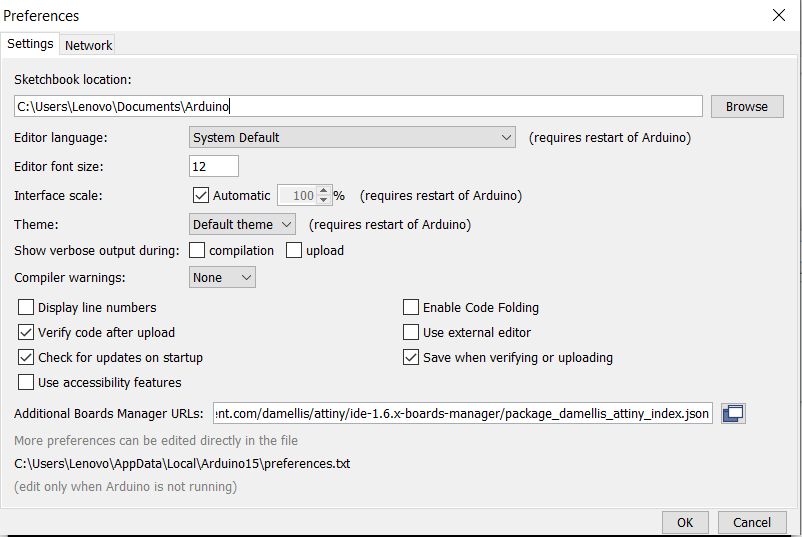 Preferences
Settings Network
Sketchbook location:
C:\Users\Lenovo\Documents\Arduino Browse
Editor language: System Default (requires restart of Arduino)
Editor font size: 12
Interface scale: Automatic 100 % (requires restart of Arduino)
Theme: Default theme (requires restart of Arduino)
Show verbose output during: compilation upload
Compiler warnings: None
Display line numbers Enable Code Folding
Verify code after upload Use external editor
Check for updates on startup Save when verifying or uploading
Use accessibility features
Additional Boards Manager URLs: ent.com/damellis/attiny/ide-1.6.x-boards-manager/package_damellis_attiny_index.json
More preferences can be edited directly in the file
C:\Users\Lenovo\AppData\Local\Arduino15\preferences.txt
(edit only when Arduino is not running)
OK Cancel